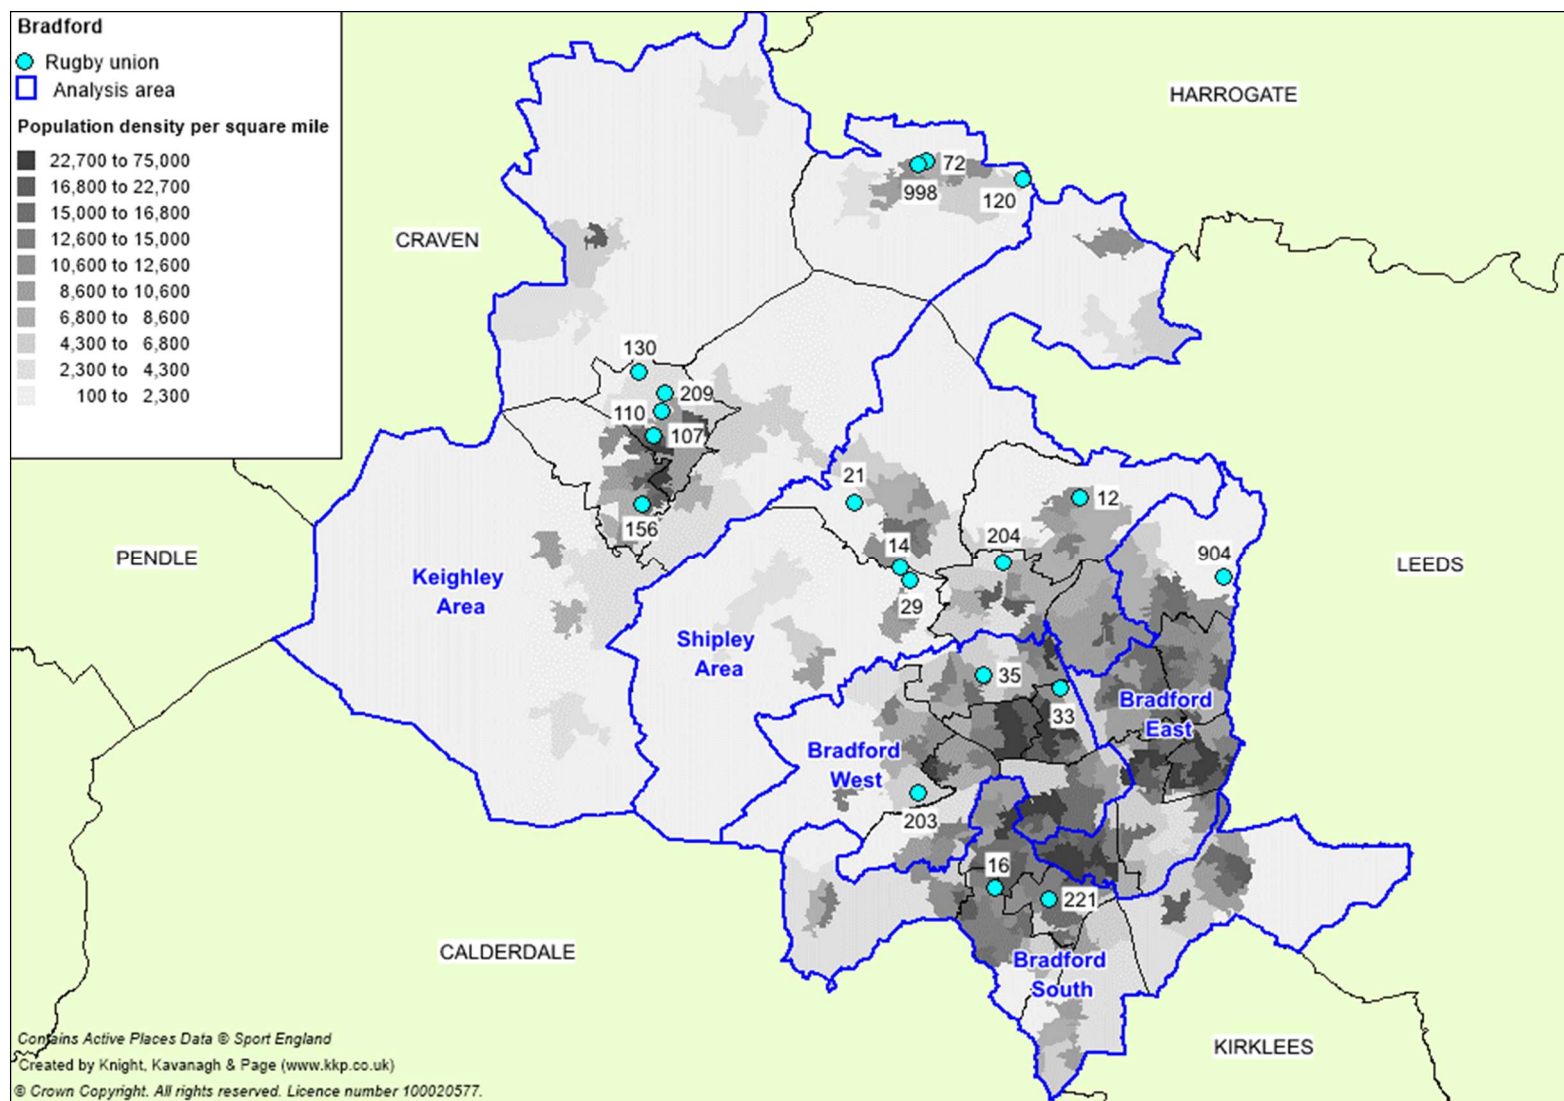 Bradford
Rugby union
Analysis area
Population density per square mile
22,700 to 75,000
16,800 to 22,700
15,000 to 16,800
12,600 to 15,000
10,600 to 12,600
8,600 to 10,600
6,800 to 8,600
4,300 to 6,800
2,300 to 4,300
100 to 2,300
HARROGATE
72
998
120
CRAVEN
130
209
110
107
21
12
156
14
204
904
PENDLE
LEEDS
Keighley
Area
29
Shipley
Area
35
Bradford
East
33
Bradford
West
203
16
221
CALDERDALE
Bradford
South
KIRKLEES
Contains Active Places Data © Sport England
Created by Knight, Kavanagh & Page (www.kkp.co.uk)
© Crown Copyright. All rights reserved. Licence number 100020577.